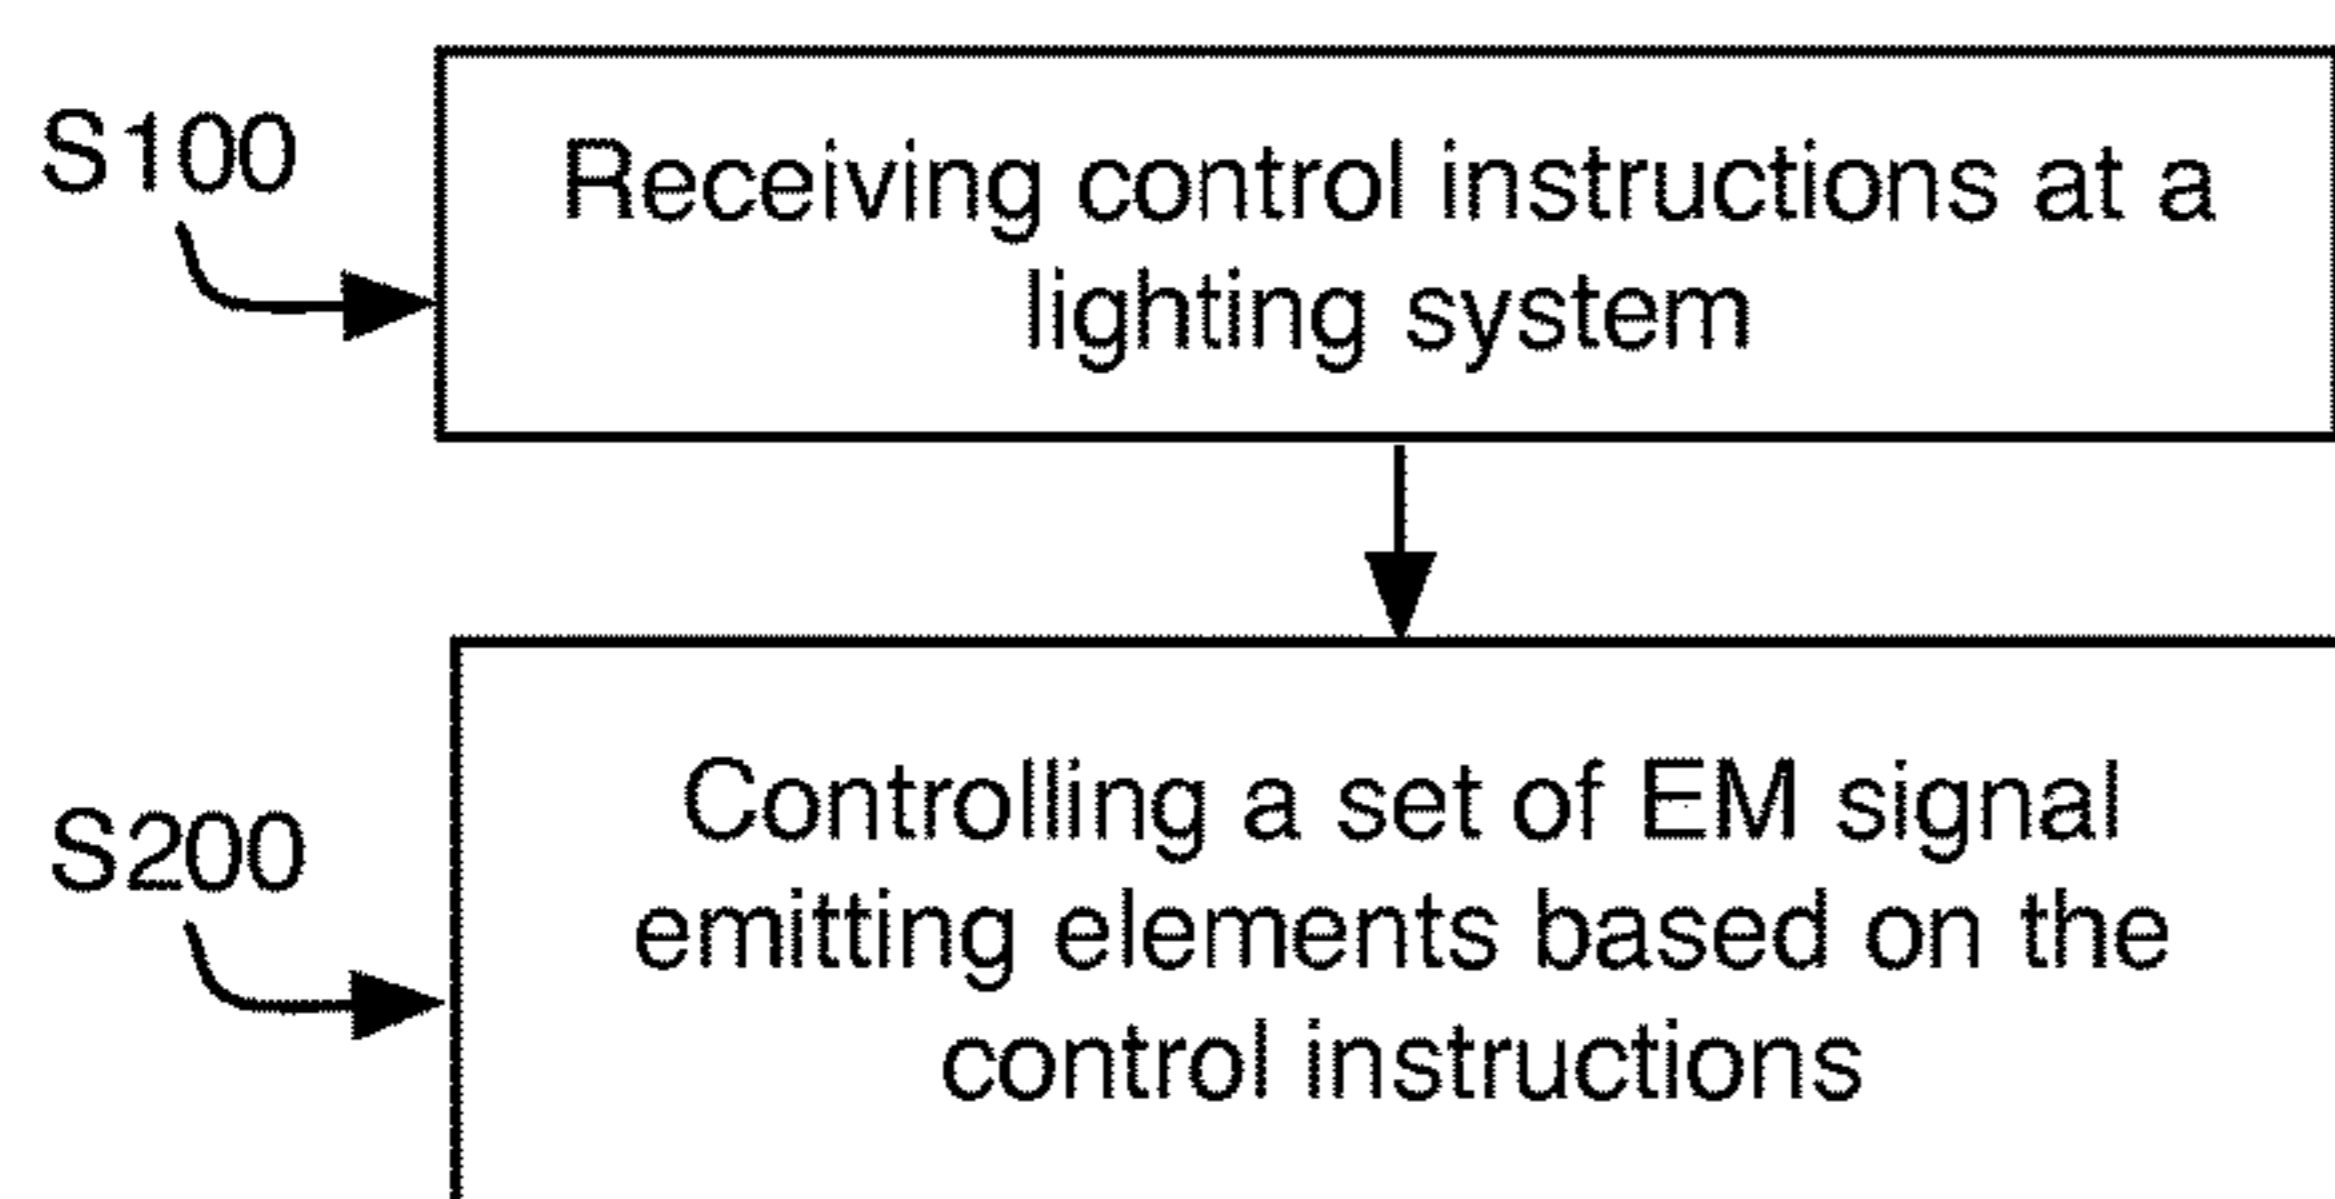 S100
Receiving control instructions at a
lighting system
S200
Controlling a set of EM signal
emitting elements based on the
control instructions